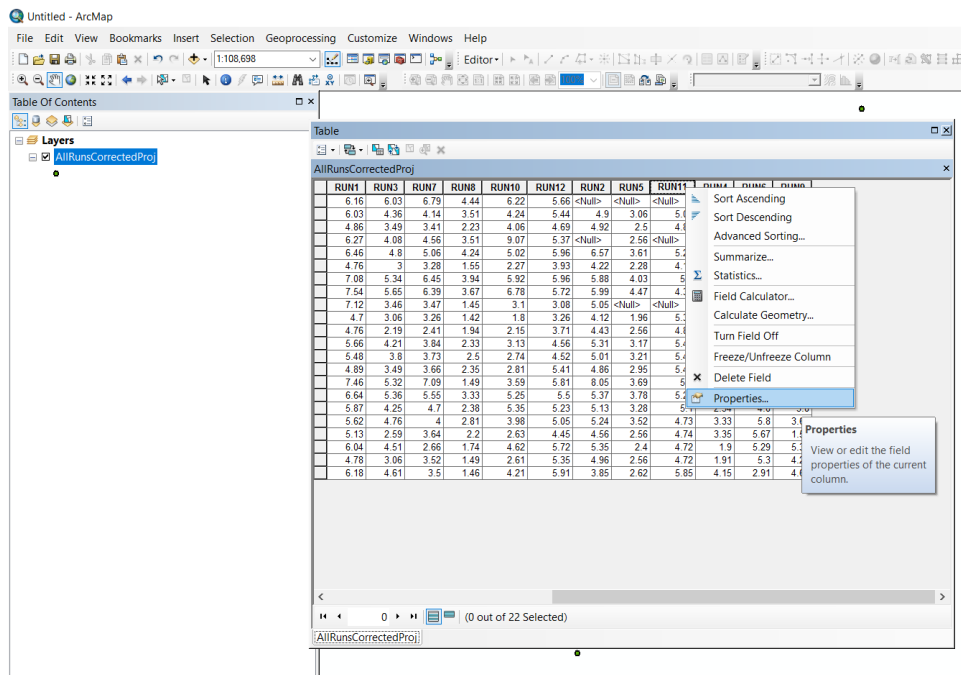 Untitled - ArcMap
File Edit View Bookmarks Insert Selection Geoprocessing Customize Windows Help
1:108,698 Editor
100%
Table Of Contents
Layers
AllRunsCorrectedProj
Table
AllRunsCorrectedProj
RUN1 RUN3 RUN7 RUN8 RUN10 RUN12 RUN2 RUN5 RUN11 RUN4 RUN6 RUN9
6.16 6.03 6.79 4.44 6.22 5.66 <Null> <Null> <Null>
6.03 4.36 4.14 3.51 4.24 5.44 4.9 3.06
4.86 3.49 3.41 2.23 4.06 4.69 4.92 2.5
6.27 4.08 4.56 3.51 9.07 5.37 <Null> 2.56 <Null>
6.46 4.8 5.06 4.24 5.02 5.96 6.57 3.61
4.76 3 3.28 1.55 2.27 3.93 4.22 2.28
7.08 5.34 6.45 3.94 5.92 5.96 5.88 4.03
7.54 5.65 6.39 3.67 6.78 5.72 5.99 4.47
7.12 3.46 3.47 1.45 3.1 3.08 5.05 <Null> <Null>
4.7 3.06 3.26 1.42 1.8 3.26 4.12 1.96
4.76 2.19 2.41 1.94 2.15 3.71 4.43 2.56
5.66 4.21 3.84 2.33 3.13 4.56 5.31 3.17
5.48 3.8 3.73 2.5 2.74 4.52 5.01 3.21
4.89 3.49 3.66 2.35 2.81 5.41 4.86 2.95
7.46 5.32 7.09 1.49 3.59 5.81 8.05 3.69
6.64 5.36 5.55 3.33 5.25 5.5 5.37 3.78
5.87 4.25 4.7 2.38 5.35 5.23 5.13 3.28
5.62 4.76 4 2.81 3.98 5.05 5.24 3.52 4.73 3.33 5.8
5.13 2.59 3.64 2.2 2.63 4.45 4.56 2.56 4.74 3.35 5.67
6.04 4.51 2.66 1.74 4.62 5.72 5.35 2.4 4.72 1.9 5.29
4.78 3.06 3.52 1.49 2.61 5.35 4.96 2.56 4.72 1.91 5.3
6.18 4.61 3.5 1.46 4.21 5.91 3.85 2.62 5.85 4.15 2.91
Sort Ascending
Sort Descending
Advanced Sorting...
Summarize...
Statistics...
Field Calculator...
Calculate Geometry...
Turn Field Off
Freeze/Unfreeze Column
Delete Field
Properties...
Properties
View or edit the field
properties of the current
column.
0 (0 out of 22 Selected)
AllRunsCorrectedProj